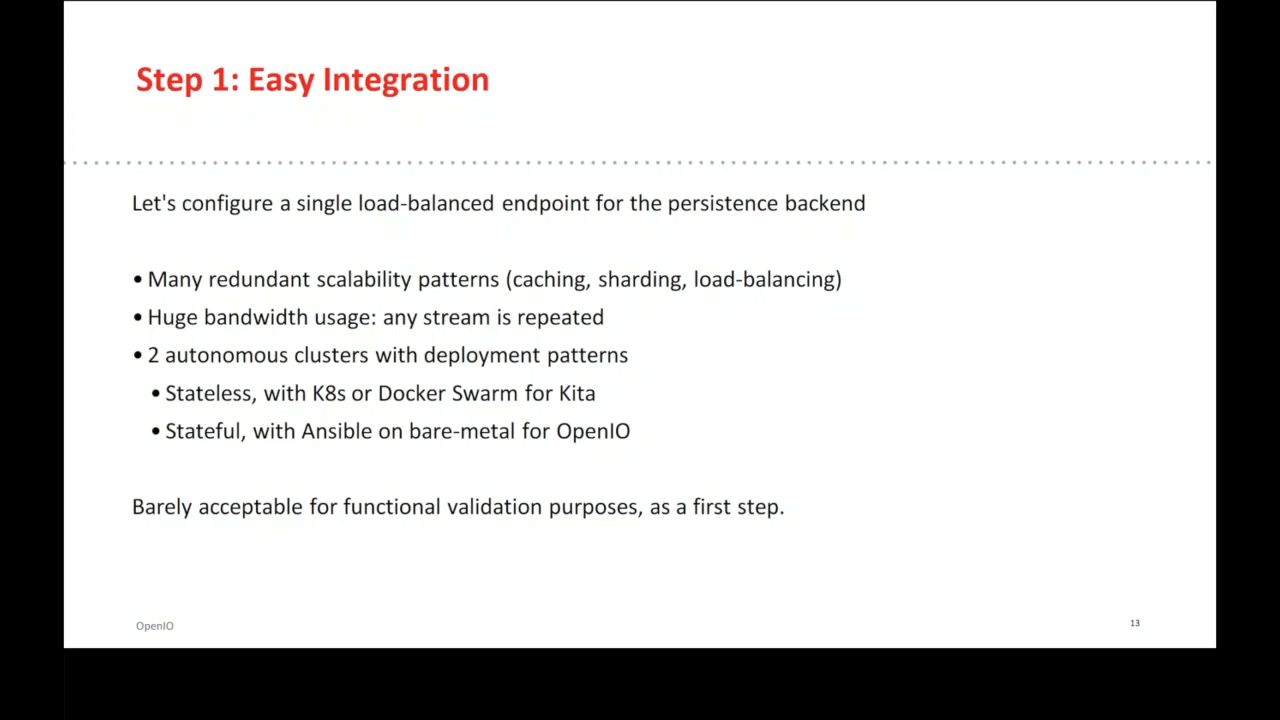 Step 1: Easy Integration
Let's configure a single load-balanced endpoint for the persistence backend
• Many redundant scalability patterns (caching, sharding, load-balancing)
• Huge bandwidth usage: any stream is repeated
• 2 autonomous clusters with deployment patterns
• Stateless, with K8s or Docker Swarm for Kita
• Stateful, with Ansible on bare-metal for OpenIO
Barely acceptable for functional validation purposes, as a first step.
OpenIO
13